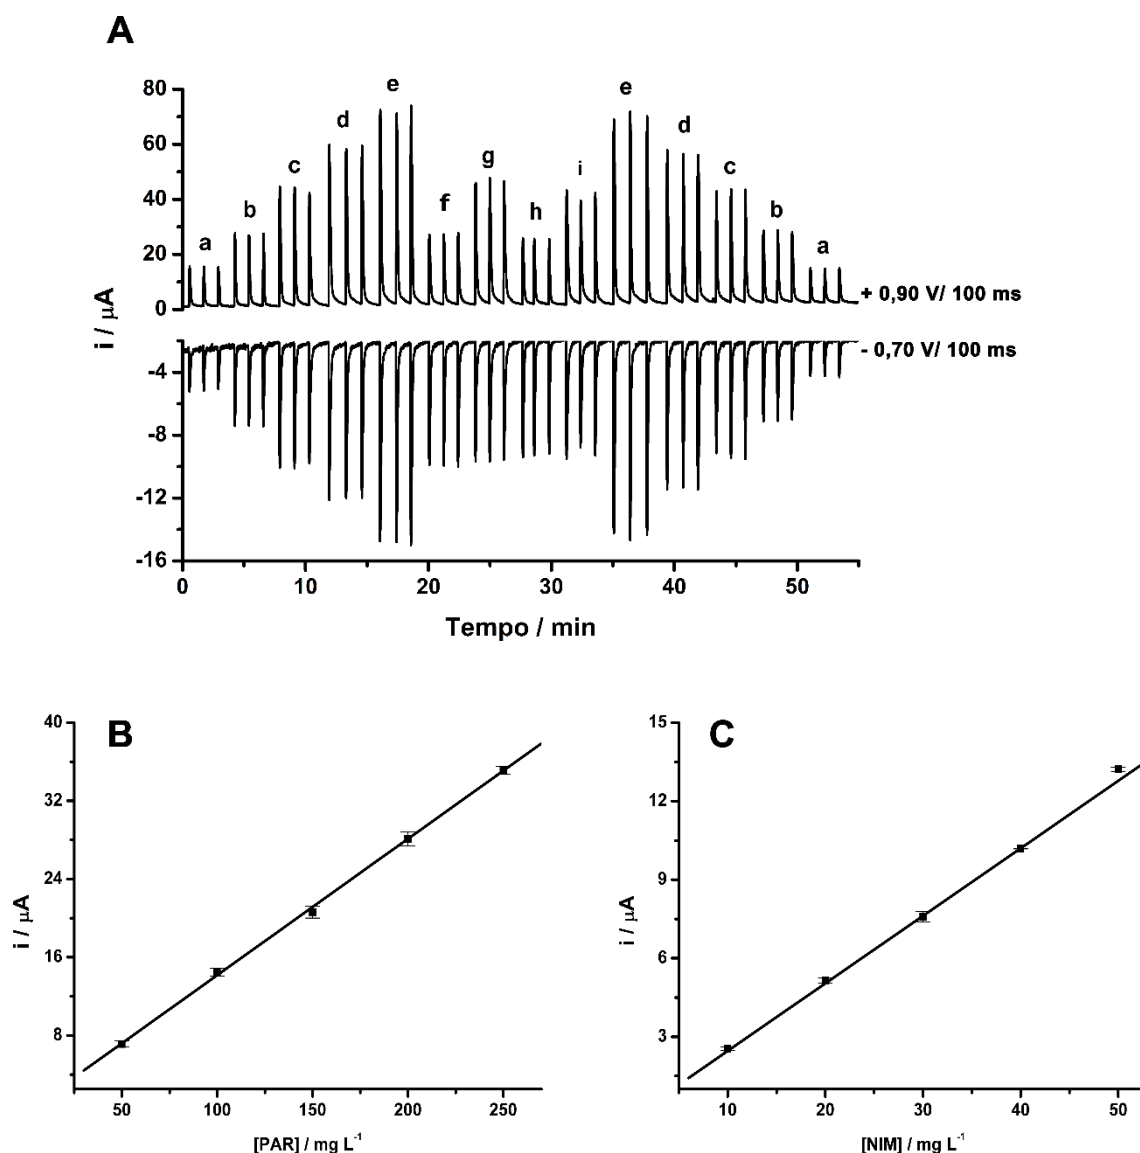 A
i / μA
80
60
40
20
0
-4
-8
-12
-16
a
b
c
d
e
f
g
h
i
e
d
c
b
a
+ 0,90 V/ 100 ms
- 0,70 V/ 100 ms
0
10
20
30
40
50
Tempo / min
B
i / μA
40
32
24
16
8
50
100
150
200
250
[PAR] / mg L⁻¹
C
i / μA
15
12
9
6
3
10
20
30
40
50
[NIM] / mg L⁻¹